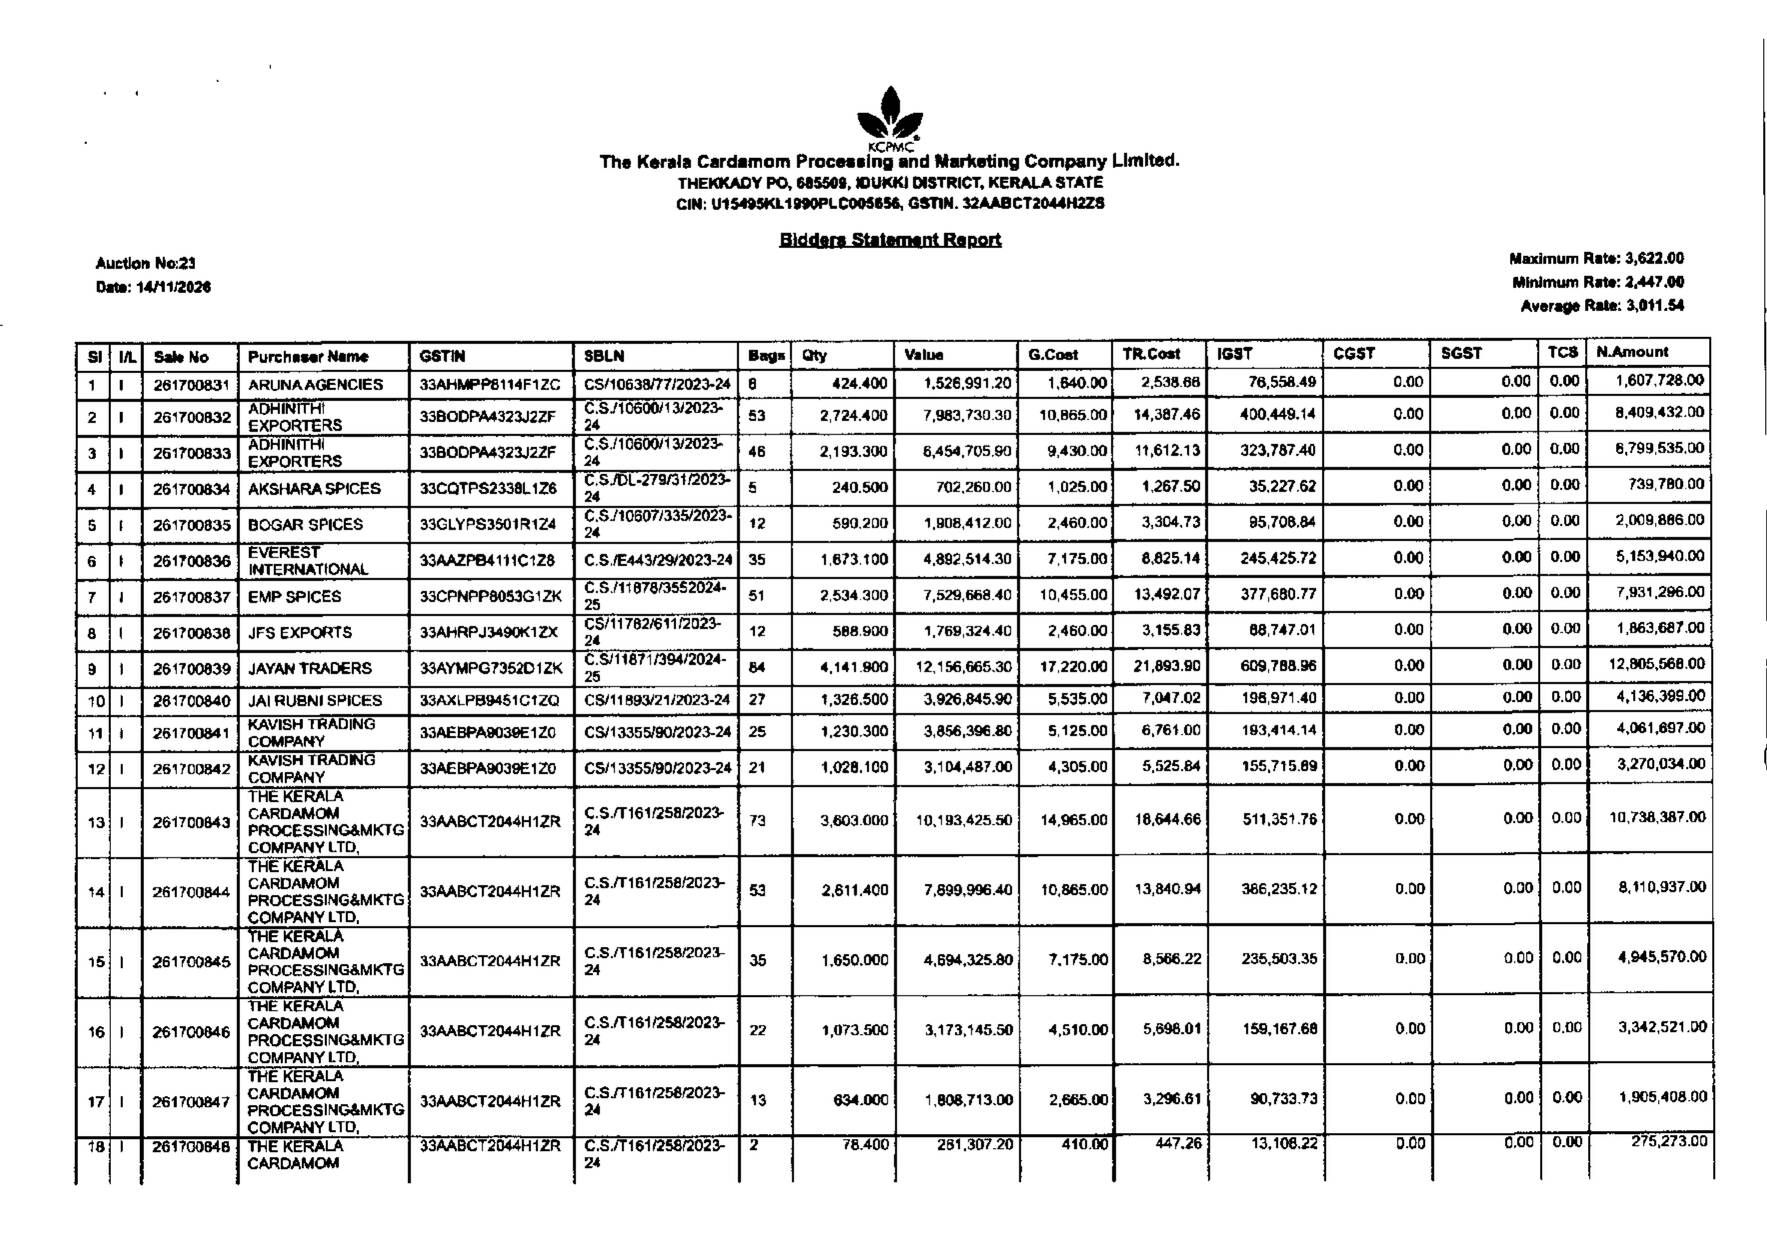 KCPMC
The Kerala Cardamom Processing and Marketing Company Limited.
THEKKADY PO, 685509, IDUKKI DISTRICT, KERALA STATE
CIN: U15495KL1990PLC005656, GSTIN. 32AABCT2044H2ZS
Bidders Statement Report
Auction No:23
Date: 14/11/2026
Maximum Rate: 3,622.00
Minimum Rate: 2,447.00
Average Rate: 3,011.54
Sl I/L Sale No Purchaser Name GSTIN SBLN Bags Qty Value G.Cost TR.Cost IGST CGST SGST TCS N.Amount
1 I 261700831 ARUNA AGENCIES 33AHMPP8114F1ZC CS/10638/77/2023-24 8 424.400 1,526,991.20 1,640.00 2,538.66 76,558.49 0.00 0.00 0.00 1,607,728.00
2 I 261700832 ADHINITHI EXPORTERS 33BODPA4323J2ZF C.S./10600/13/2023-24 53 2,724.400 7,983,730.30 10,865.00 14,387.46 400,449.14 0.00 0.00 0.00 8,409,432.00
3 I 261700833 ADHINITHI EXPORTERS 33BODPA4323J2ZF C.S./10600/13/2023-24 46 2,193.300 6,454,705.90 9,430.00 11,612.13 323,787.40 0.00 0.00 0.00 6,799,535.00
4 I 261700834 AKSHARA SPICES 33CQTPS2338L1Z6 C.S./DL-279/31/2023-24 5 240.500 702,260.00 1,025.00 1,267.50 35,227.62 0.00 0.00 0.00 739,780.00
5 I 261700835 BOGAR SPICES 33GLYPS3501R1Z4 C.S./10607/335/2023-24 12 590.200 1,908,412.00 2,460.00 3,304.73 95,708.84 0.00 0.00 0.00 2,009,886.00
6 I 261700836 EVEREST INTERNATIONAL 33AAZPB4111C1Z8 C.S./E443/29/2023-24 35 1,673.100 4,892,514.30 7,175.00 8,825.14 245,425.72 0.00 0.00 0.00 5,153,940.00
7 I 261700837 EMP SPICES 33CPNPP8053G1ZK C.S./11878/3552024-25 51 2,534.300 7,529,668.40 10,455.00 13,492.07 377,680.77 0.00 0.00 0.00 7,931,296.00
8 I 261700838 JFS EXPORTS 33AHRPJ3490K1ZX CS/11782/611/2023-24 12 588.900 1,769,324.40 2,460.00 3,155.83 88,747.01 0.00 0.00 0.00 1,863,687.00
9 I 261700839 JAYAN TRADERS 33AYMPG7352D1ZK C.S/11871/394/2024-25 84 4,141.900 12,156,665.30 17,220.00 21,893.90 609,788.96 0.00 0.00 0.00 12,805,568.00
10 I 261700840 JAI RUBNI SPICES 33AXLPB9451C1ZQ CS/11893/21/2023-24 27 1,326.500 3,926,845.90 5,535.00 7,047.02 196,971.40 0.00 0.00 0.00 4,136,399.00
11 I 261700841 KAVISH TRADING COMPANY 33AEBPA9039E1Z0 CS/13355/90/2023-24 25 1,230.300 3,856,396.80 5,125.00 6,761.00 193,414.14 0.00 0.00 0.00 4,061,697.00
12 I 261700842 KAVISH TRADING COMPANY 33AEBPA9039E1Z0 CS/13355/90/2023-24 21 1,028.100 3,104,487.00 4,305.00 5,525.84 155,715.89 0.00 0.00 0.00 3,270,034.00
13 I 261700843 THE KERALA CARDAMOM PROCESSING&MKTG COMPANY LTD, 33AABCT2044H1ZR C.S./T161/258/2023-24 73 3,603.000 10,193,425.50 14,965.00 18,644.66 511,351.76 0.00 0.00 0.00 10,738,387.00
14 I 261700844 THE KERALA CARDAMOM PROCESSING&MKTG COMPANY LTD, 33AABCT2044H1ZR C.S./T161/258/2023-24 53 2,611.400 7,699,996.40 10,865.00 13,840.94 386,235.12 0.00 0.00 0.00 8,110,937.00
15 I 261700845 THE KERALA CARDAMOM PROCESSING&MKTG COMPANY LTD, 33AABCT2044H1ZR C.S./T161/258/2023-24 35 1,650.000 4,694,325.80 7,175.00 8,566.22 235,503.35 0.00 0.00 0.00 4,945,570.00
16 I 261700846 THE KERALA CARDAMOM PROCESSING&MKTG COMPANY LTD, 33AABCT2044H1ZR C.S./T161/258/2023-24 22 1,073.500 3,173,145.50 4,510.00 5,698.01 159,167.68 0.00 0.00 0.00 3,342,521.00
17 I 261700847 THE KERALA CARDAMOM PROCESSING&MKTG COMPANY LTD, 33AABCT2044H1ZR C.S./T161/258/2023-24 13 634.000 1,808,713.00 2,665.00 3,296.61 90,733.73 0.00 0.00 0.00 1,905,408.00
18 I 261700848 THE KERALA CARDAMOM 33AABCT2044H1ZR C.S./T161/258/2023-24 2 78.400 261,307.20 410.00 447.26 13,108.22 0.00 0.00 0.00 275,273.00